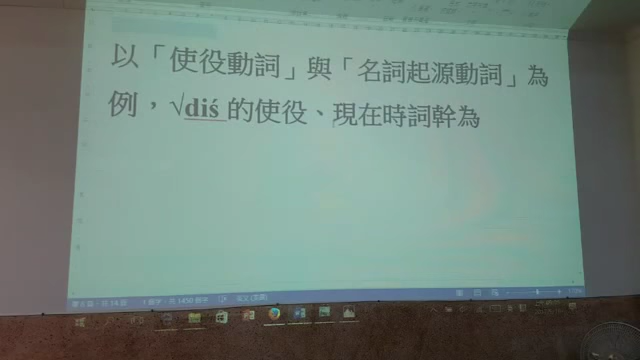 以「使役動詞」與「名詞起源動詞」為
例，√diś 的使役、現在時詞幹為